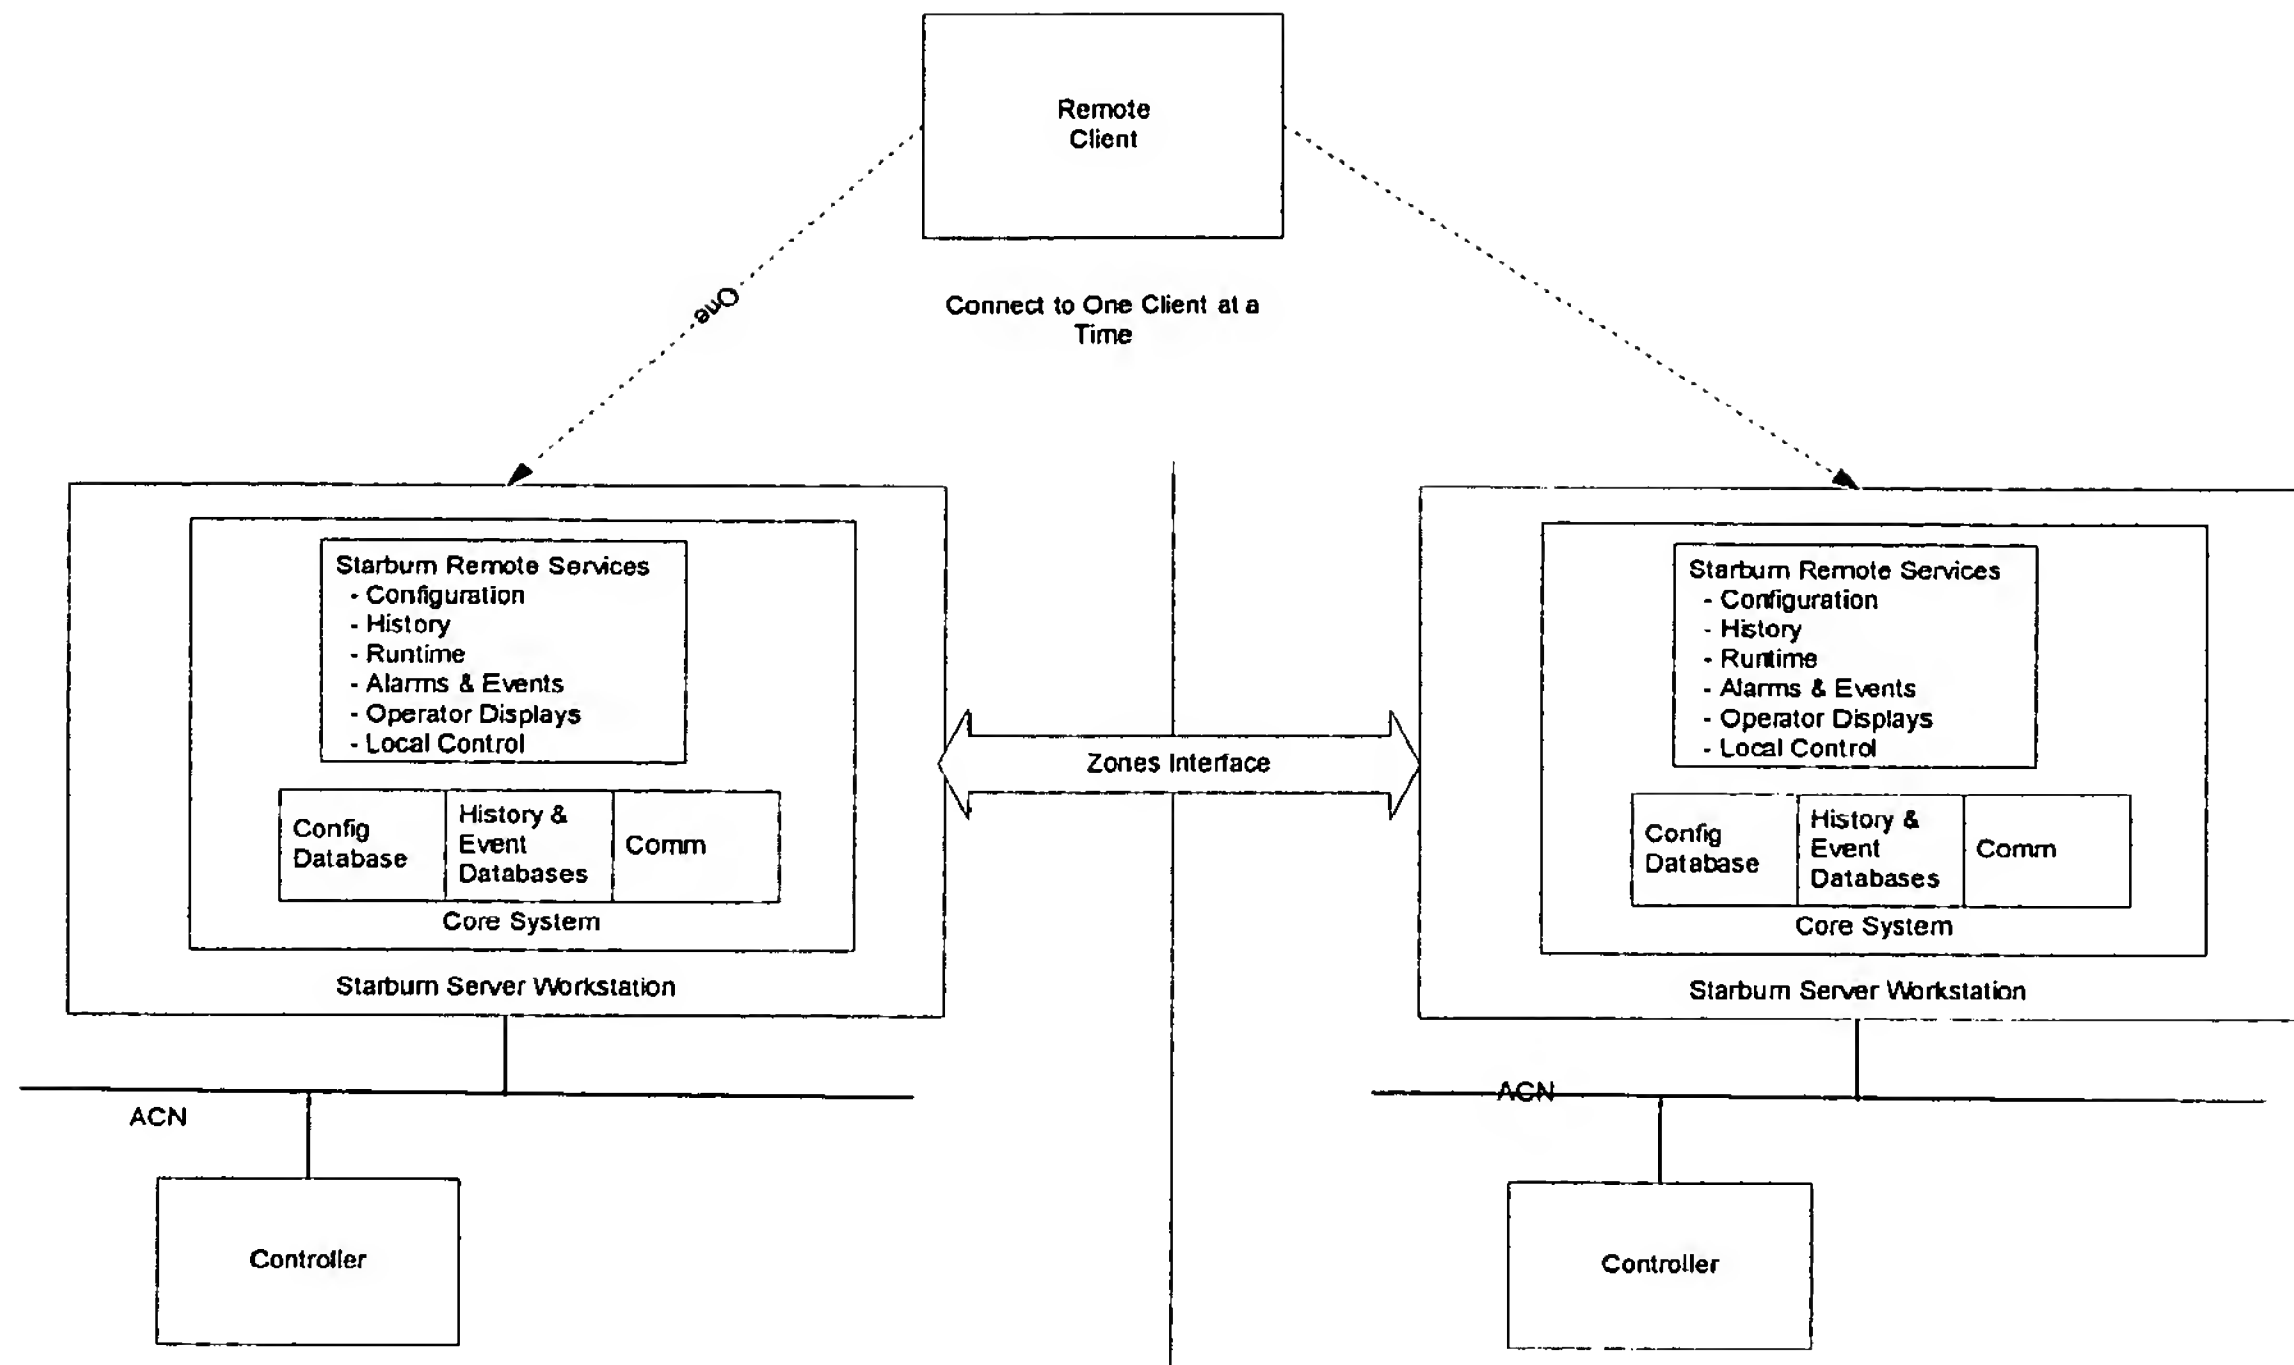 Remote
Client
One
Connect to One Client at a
Time
Starburn Remote Services
- Configuration
- History
- Runtime
- Alarms & Events
- Operator Displays
- Local Control
Config
Database
History &
Event
Databases
Comm
Core System
Starburn Server Workstation
Zones Interface
Starburn Remote Services
- Configuration
- History
- Runtime
- Alarms & Events
- Operator Displays
- Local Control
Config
Database
History &
Event
Databases
Comm
Core System
Starburn Server Workstation
ACN
Controller
ACN
Controller